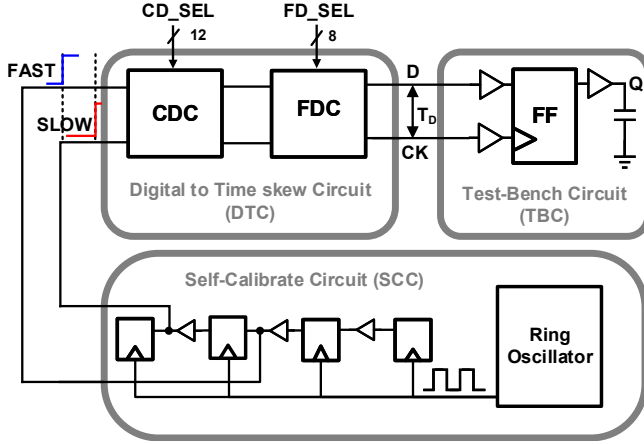 CD_SEL
FD_SEL
12
8
FAST
SLOW
CDC
FDC
D
TD
CK
FF
Q
Digital to Time skew Circuit
(DTC)
Test-Bench Circuit
(TBC)
Self-Calibrate Circuit (SCC)
Ring
Oscillator